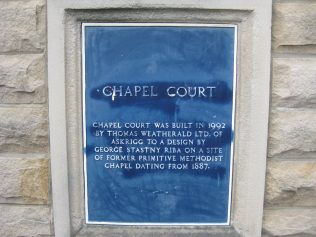 CHAPEL COURT
CHAPEL COURT WAS BUILT IN 1992
BY THOMAS WEATHERALD LTD. OF
ASKRIGG TO A DESIGN BY
GEORGE STASTNY RIBA ON A SITE
OF FORMER PRIMITIVE METHODIST
CHAPEL DATING FROM 1887.